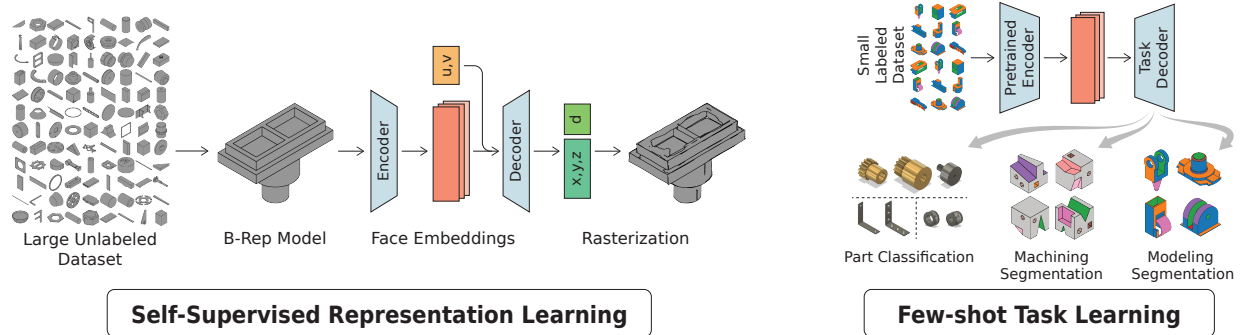 Large Unlabeled
Dataset
B-Rep Model
Encoder
u,v
Face Embeddings
Decoder
d
x,y,z
Rasterization
Self-Supervised Representation Learning
Small
Labeled
Dataset
Pretrained
Encoder
Task
Decoder
Part Classification
Machining
Segmentation
Modeling
Segmentation
Few-shot Task Learning